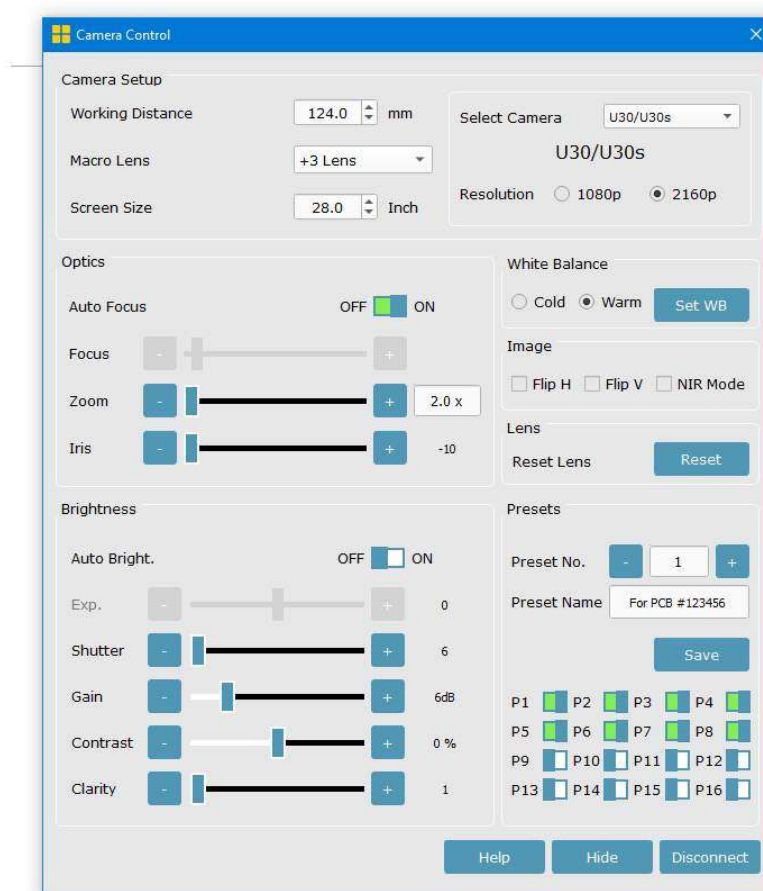 Camera Control
Camera Setup
Working Distance 124.0 mm
Macro Lens +3 Lens
Screen Size 28.0 Inch
Select Camera U30/U30s
U30/U30s
Resolution 1080p 2160p
Optics
Auto Focus OFF ON
Focus - +
Zoom - + 2.0 x
Iris - + -10
White Balance
Cold Warm Set WB
Image
Flip H Flip V NIR Mode
Lens
Reset Lens Reset
Brightness
Auto Bright. OFF ON
Exp. - + 0
Shutter - + 6
Gain - + 6dB
Contrast - + 0 %
Clarity - + 1
Presets
Preset No. - 1 +
Preset Name For PCB #123456
Save
P1 P2 P3 P4
P5 P6 P7 P8
P9 P10 P11 P12
P13 P14 P15 P16
Help Hide Disconnect